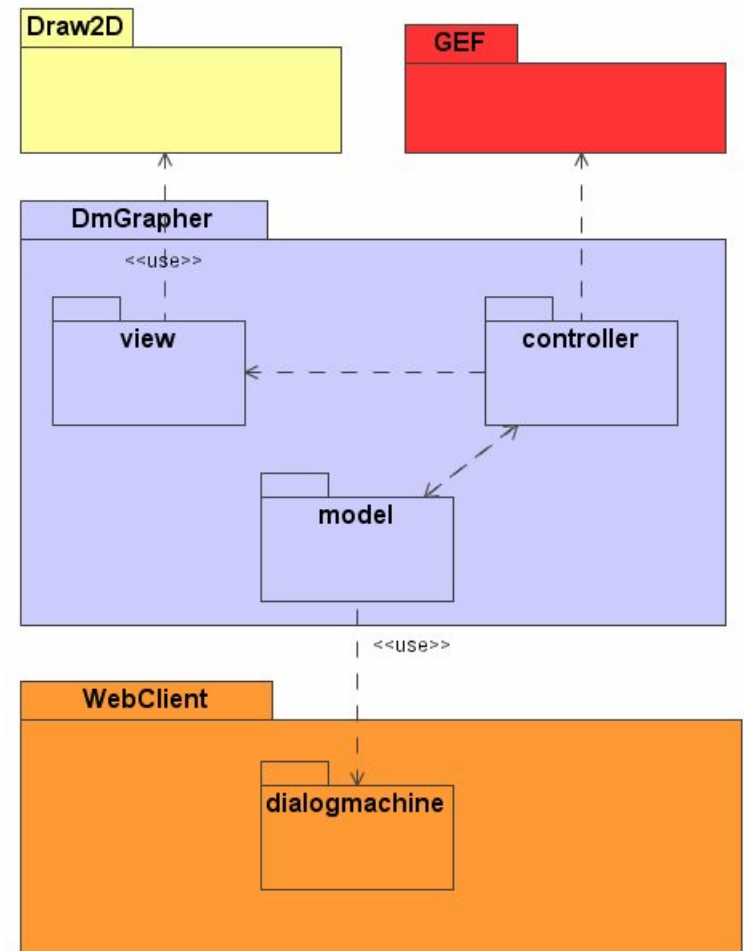 Draw2D
GEF
DmGrapher
<<use>>
view
controller
model
<<use>>
WebClient
dialogmachine